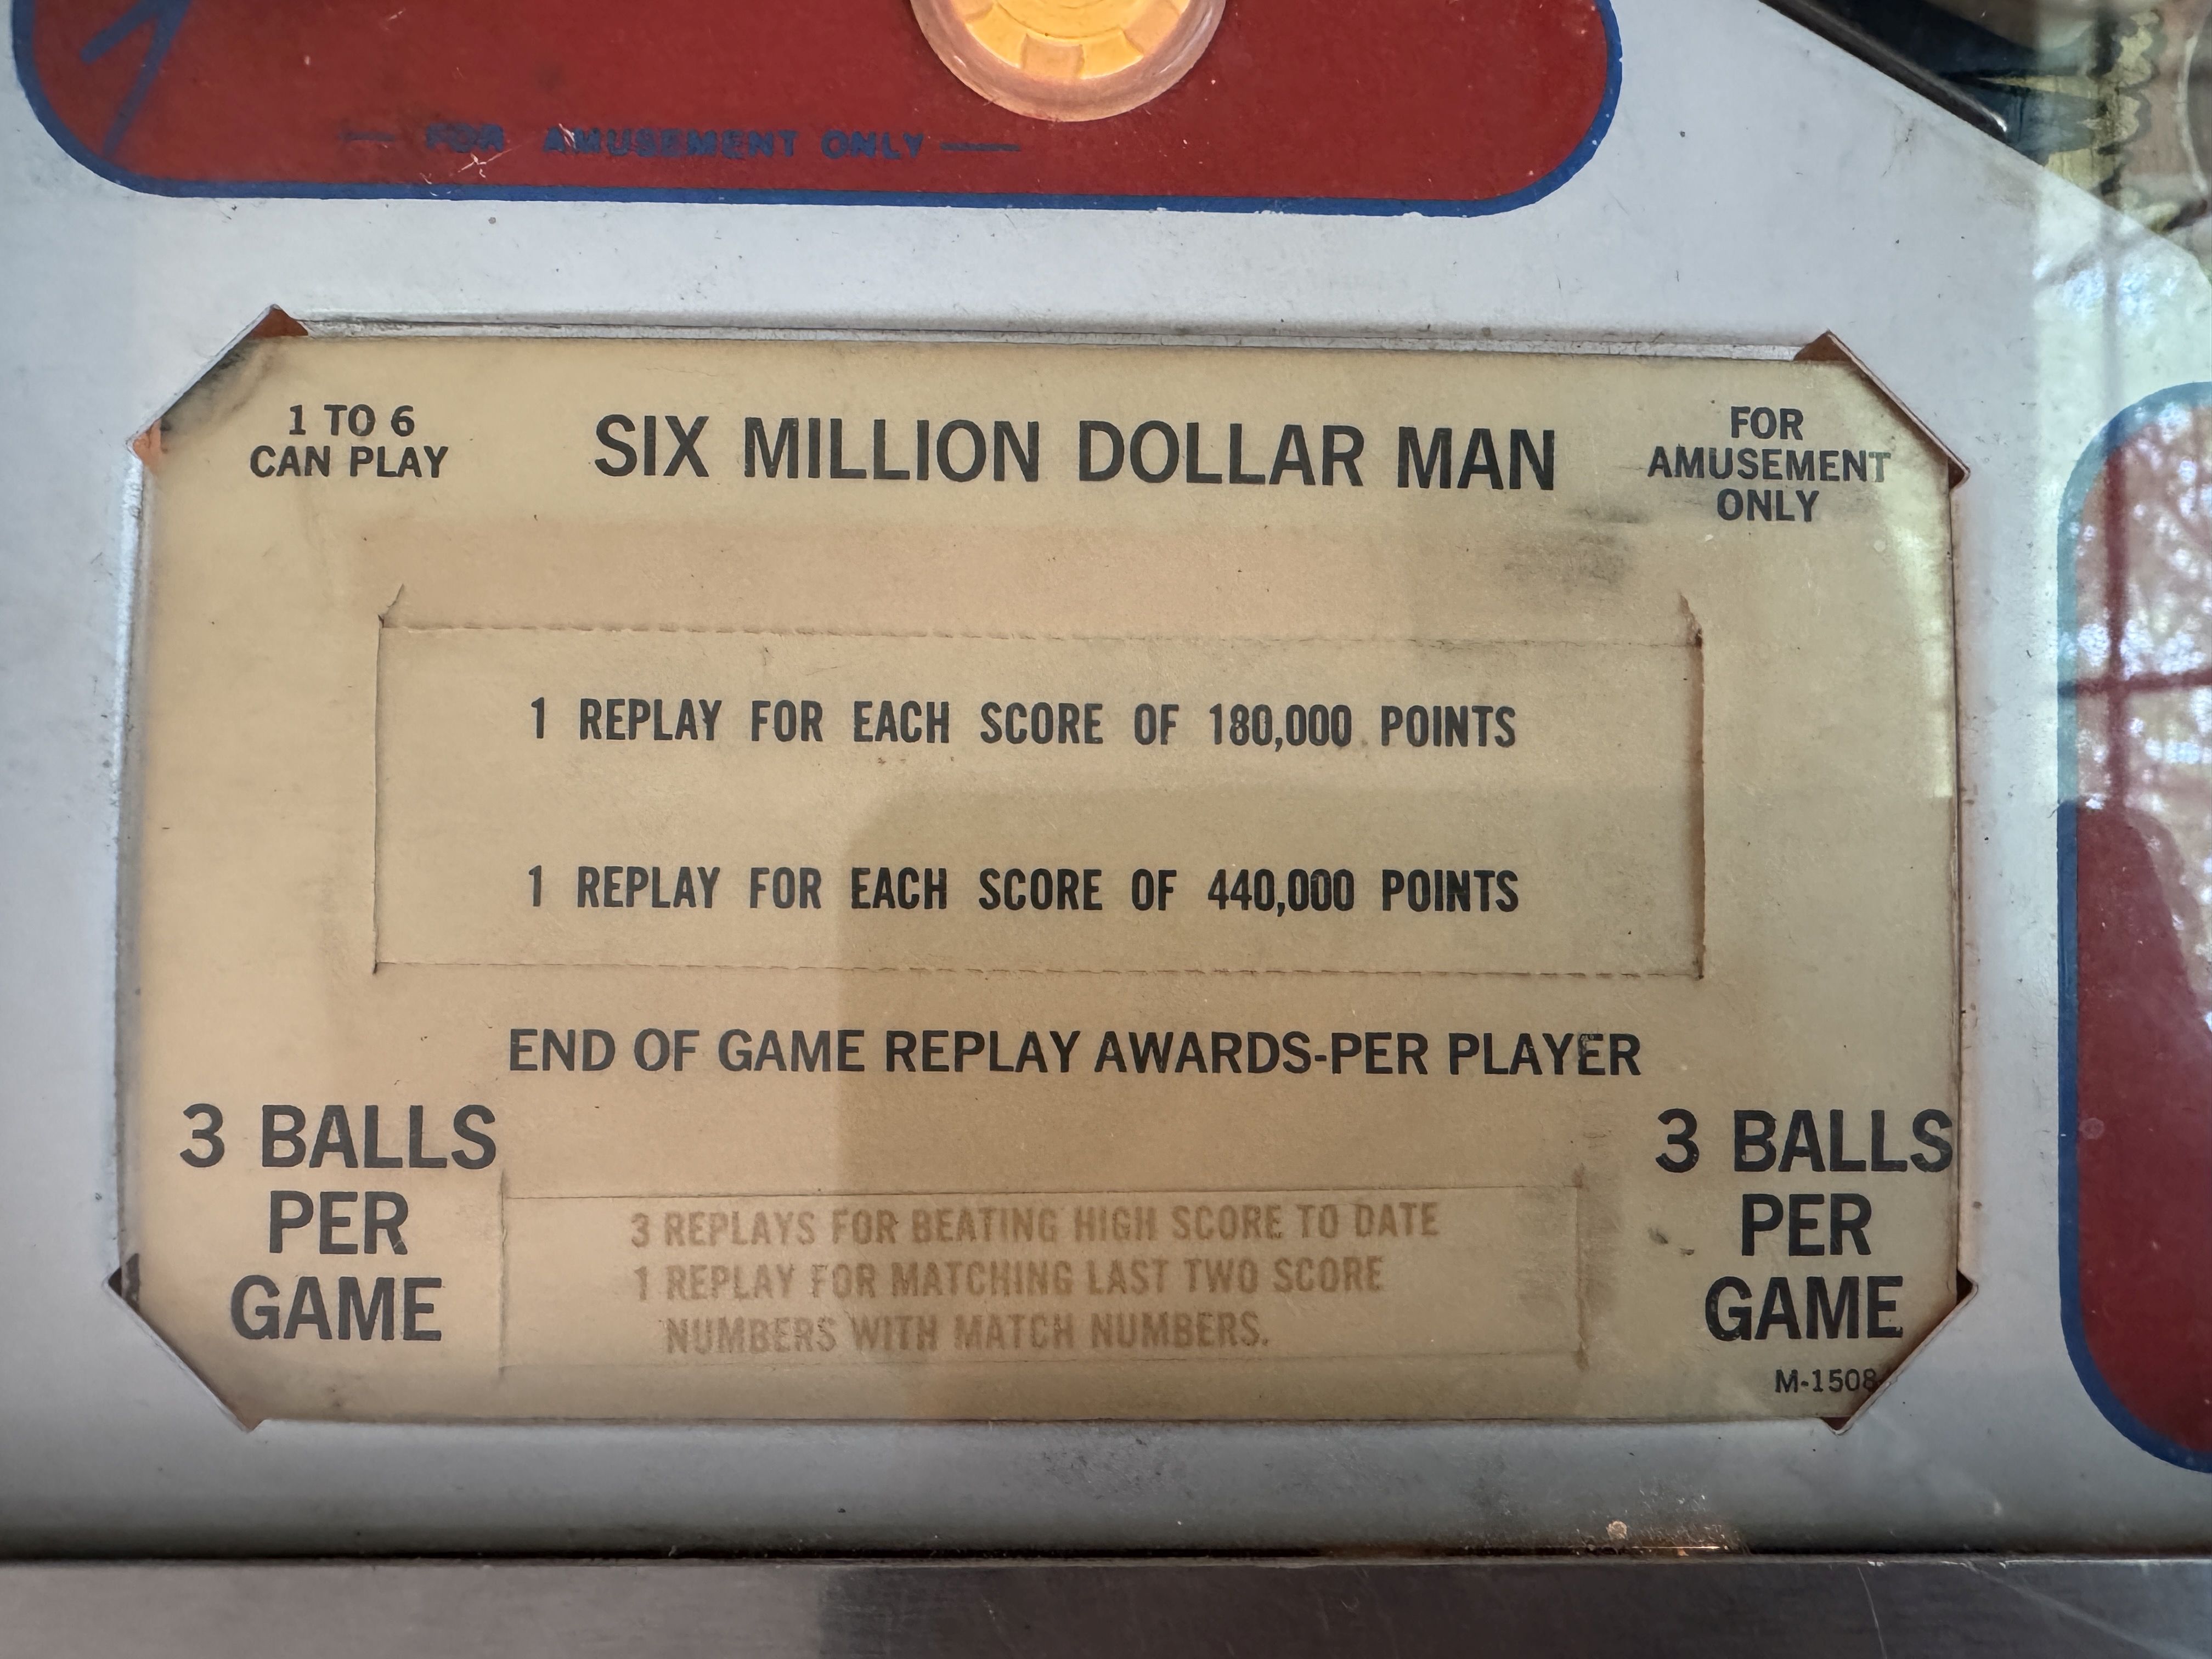 FOR AMUSEMENT ONLY
1 TO 6
CAN PLAY
SIX MILLION DOLLAR MAN
FOR
AMUSEMENT
ONLY
1 REPLAY FOR EACH SCORE OF 180,000 POINTS
1 REPLAY FOR EACH SCORE OF 440,000 POINTS
END OF GAME REPLAY AWARDS-PER PLAYER
3 BALLS
PER
GAME
3 REPLAYS FOR BEATING HIGH SCORE TO DATE
1 REPLAY FOR MATCHING LAST TWO SCORE
NUMBERS WITH MATCH NUMBERS.
3 BALLS
PER
GAME
M-1508